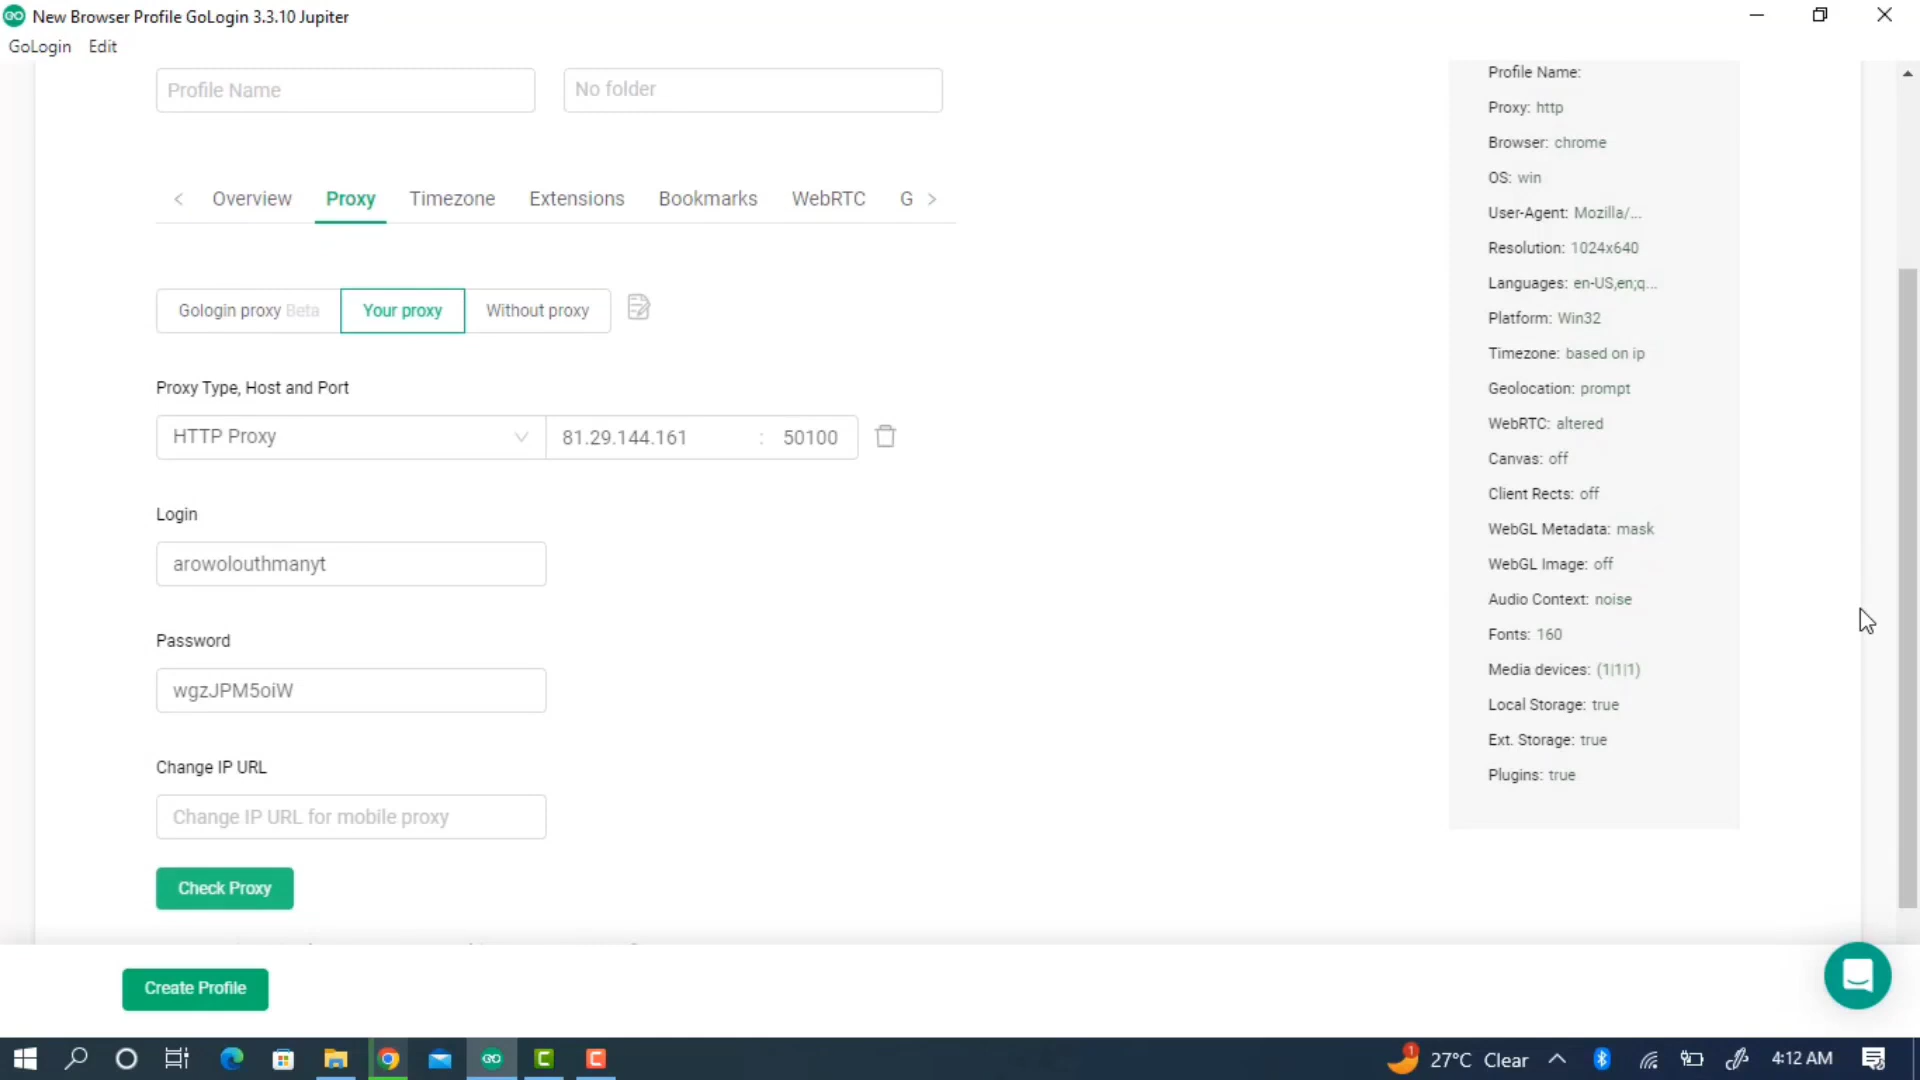 New Browser Profile GoLogin 3.3.10 Jupiter
GoLogin Edit
Profile Name
No folder
Overview Proxy Timezone Extensions Bookmarks WebRTC G
Gologin proxy Beta
Your proxy
Without proxy
Proxy Type, Host and Port
HTTP Proxy
81.29.144.161 : 50100
Login
arowolouthmanyt
Password
wgzJPM5oiW
Change IP URL
Change IP URL for mobile proxy
Check Proxy
Create Profile
Profile Name:
Proxy: http
Browser: chrome
OS: win
User-Agent: Mozilla/...
Resolution: 1024x640
Languages: en-US,en;q...
Platform: Win32
Timezone: based on ip
Geolocation: prompt
WebRTC: altered
Canvas: off
Client Rects: off
WebGL Metadata: mask
WebGL Image: off
Audio Context: noise
Fonts: 160
Media devices: (1|1|1)
Local Storage: true
Ext. Storage: true
Plugins: true
GO
1
27°C Clear
4:12 AM